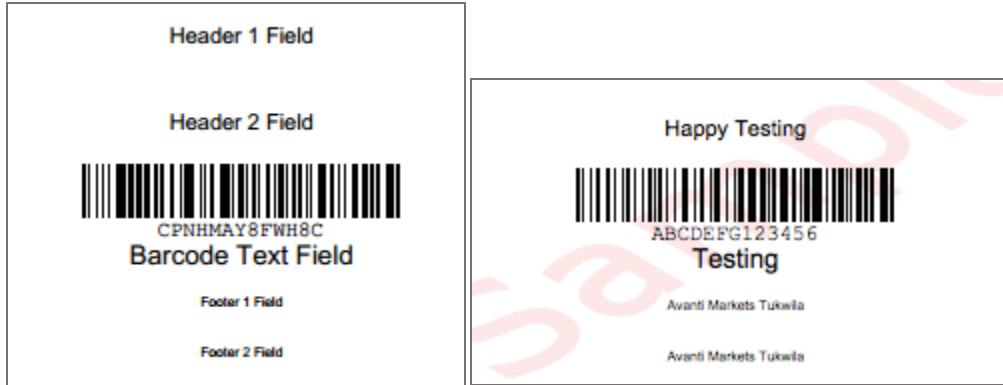 Header 1 Field
Header 2 Field
CPNHMAY8FWH8C
Barcode Text Field
Footer 1 Field
Footer 2 Field
Happy Testing
ABCDEFG123456
Testing
Avanti Markets Tukwila
Avanti Markets Tukwila
Sample